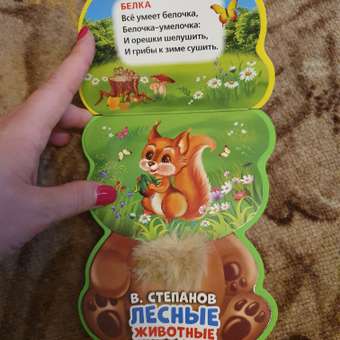 БЕЛКА
Всё умеет белочка,
Белочка-умелочка:
И орешки шелушить,
И грибы к зиме сушить.
В. СТЕПАНОВ
ЛЕСНЫЕ
ЖИВОТНЫЕ